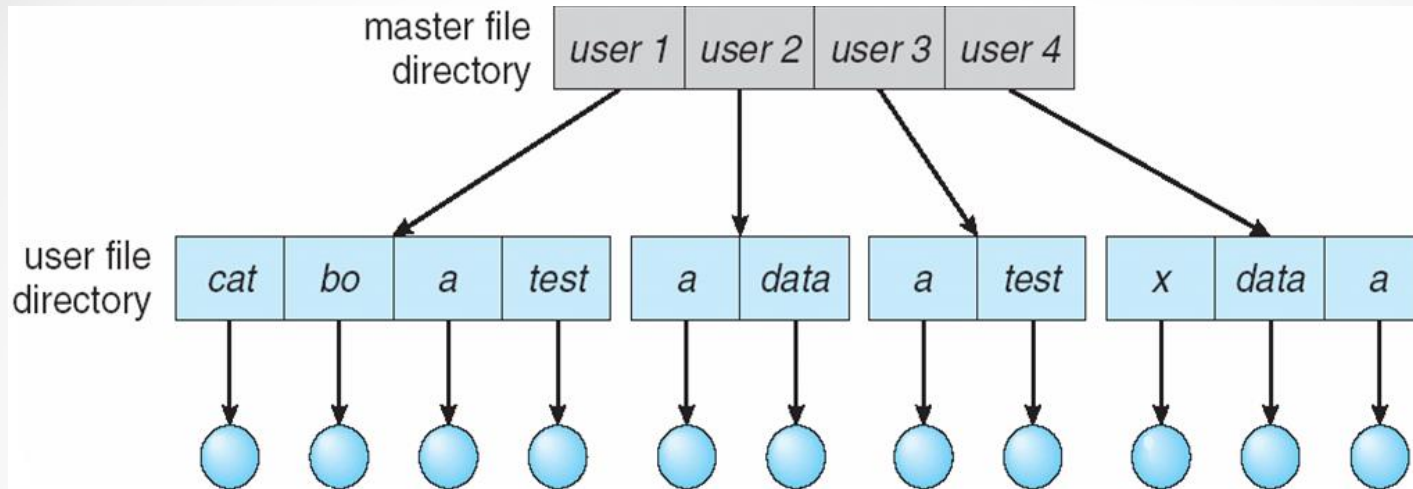 master file
directory
user 1 user 2 user 3 user 4
user file
directory
cat bo a test a data a test x data a